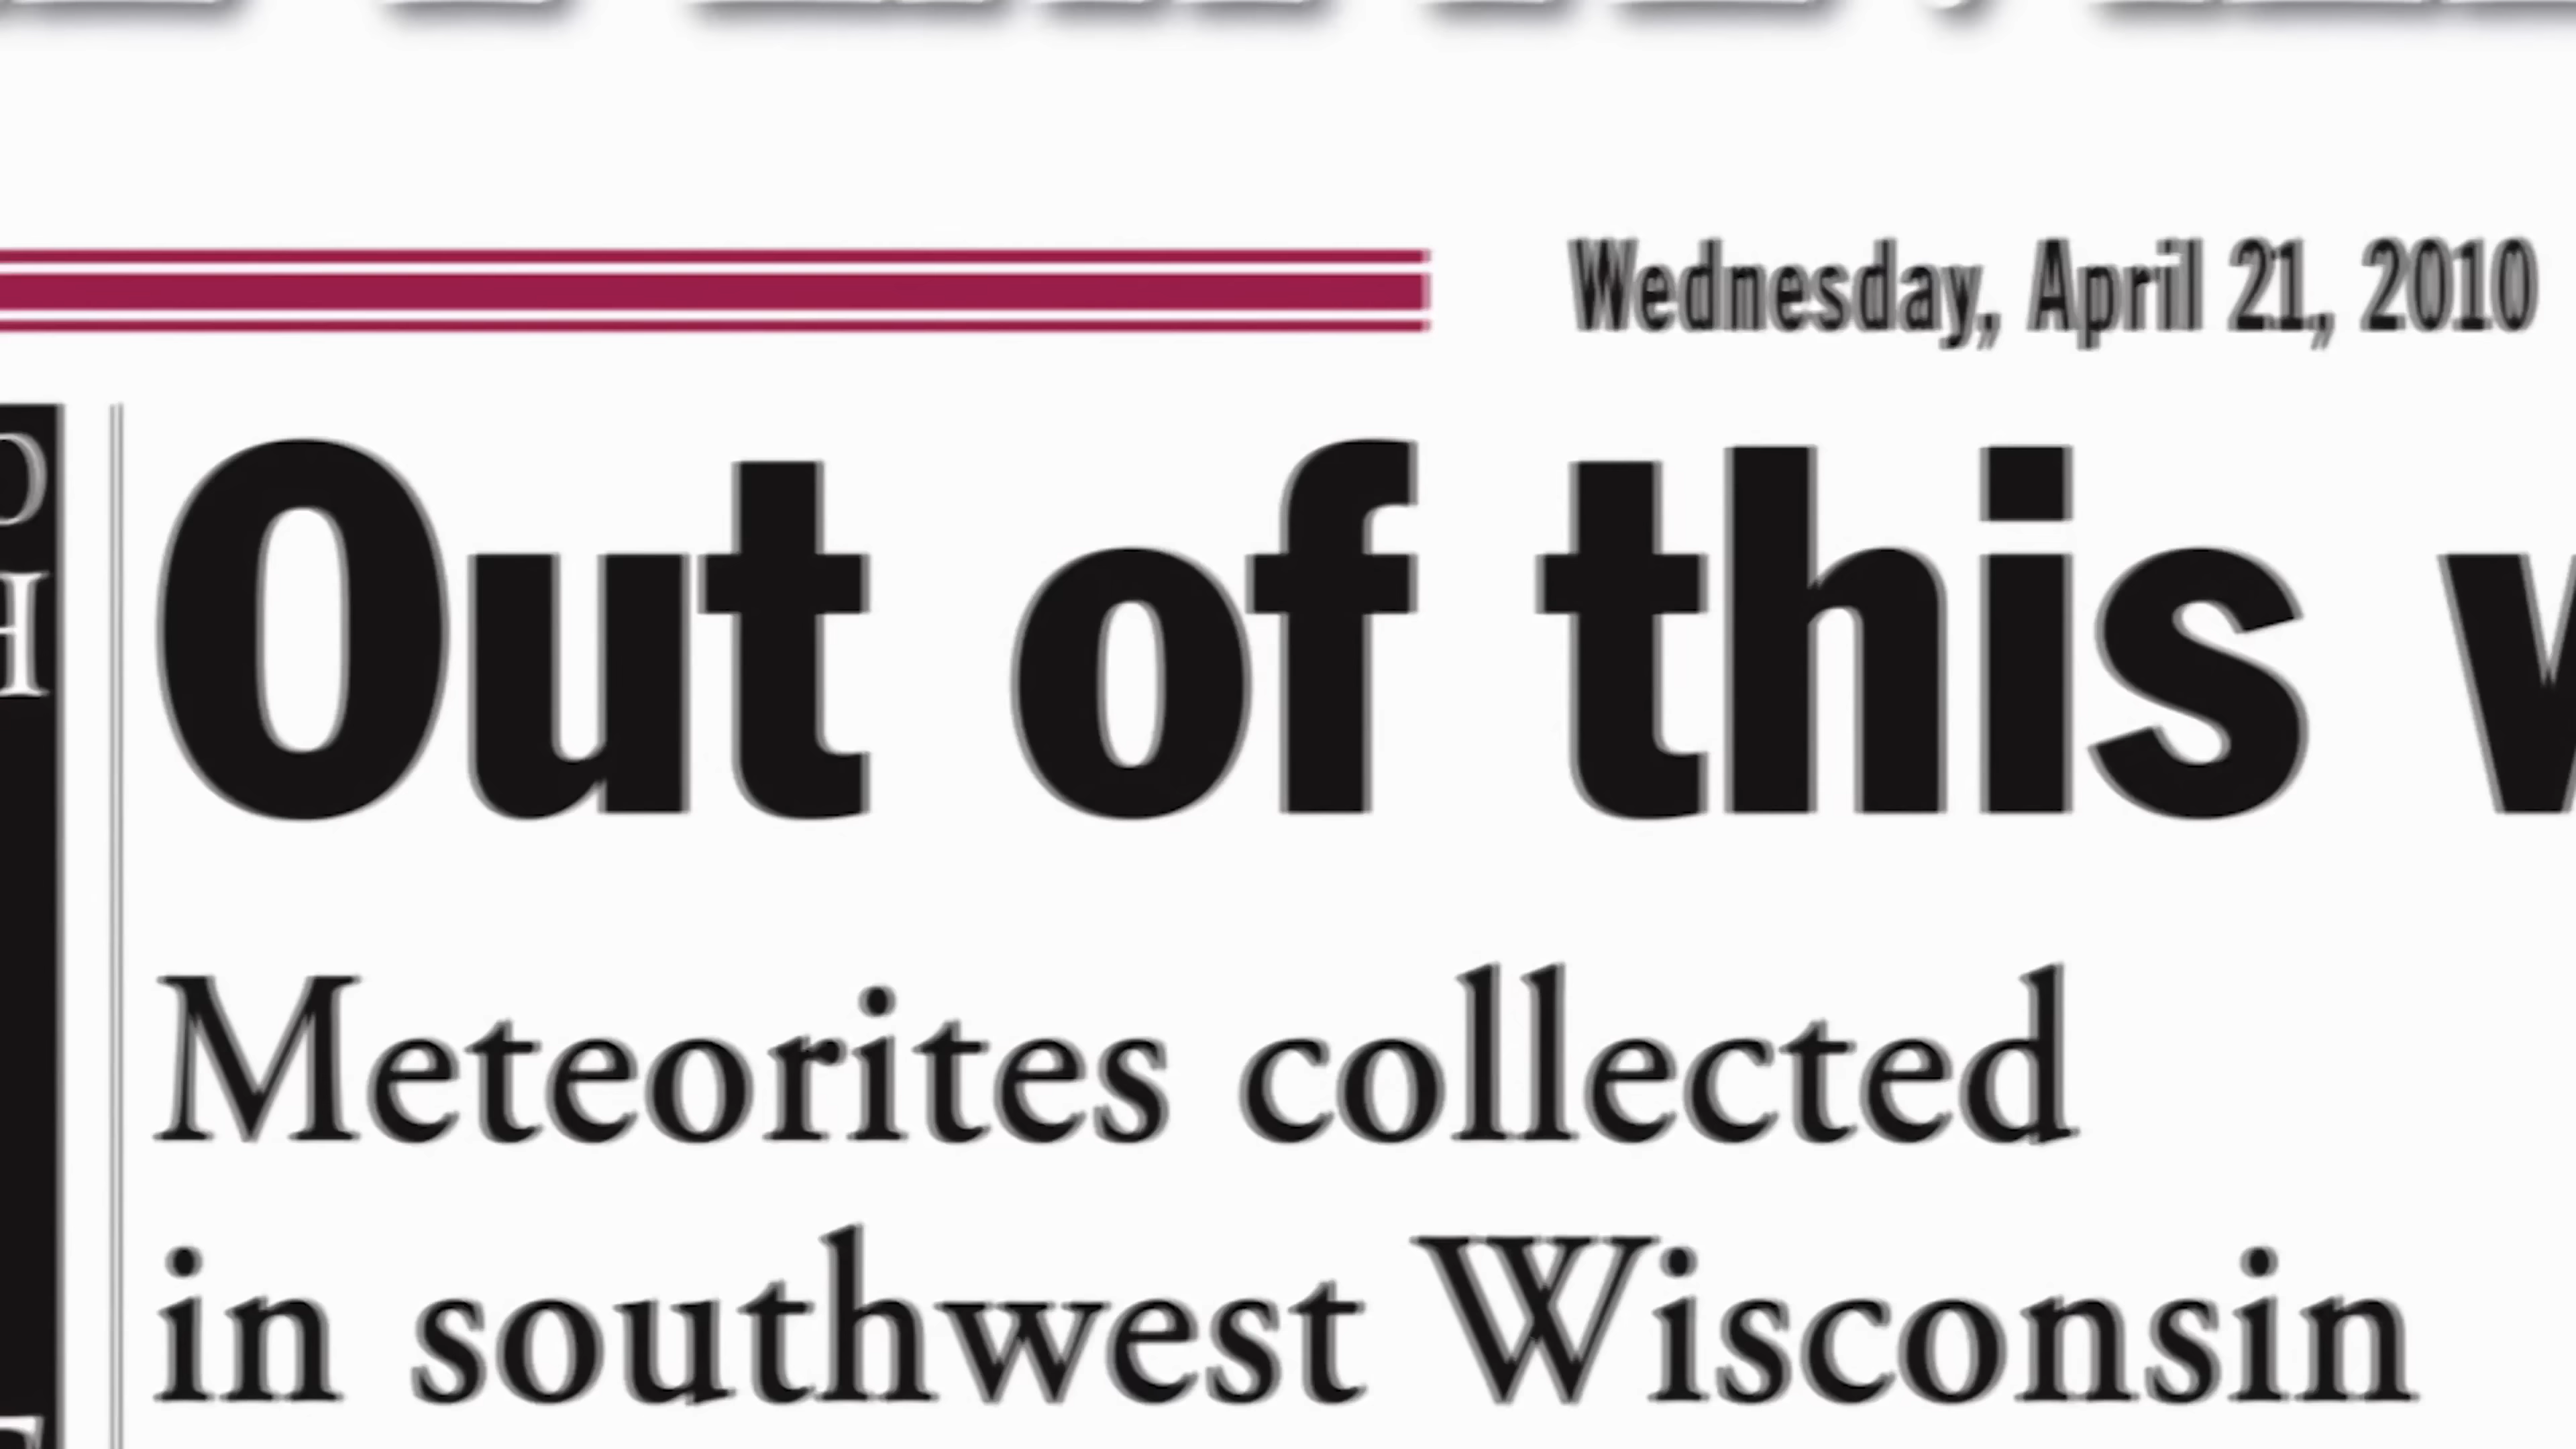 Wednesday, April 21, 2010
Out of this
Meteorites collected
in southwest Wisconsin